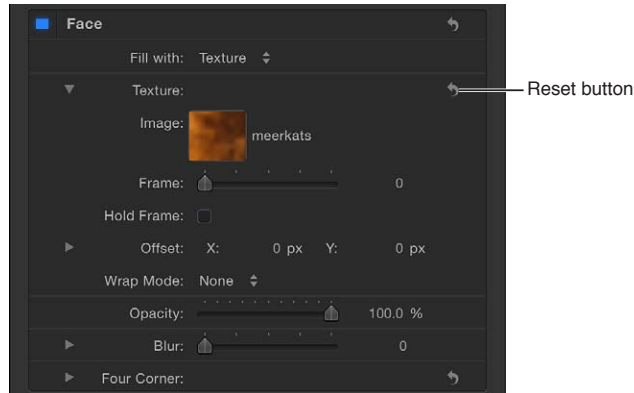 Face
Fill with: Texture
Texture:
Reset button
Image: meerkats
Frame: 0
Hold Frame:
Offset: X: 0 px Y: 0 px
Wrap Mode: None
Opacity: 100.0 %
Blur: 0
Four Corner: